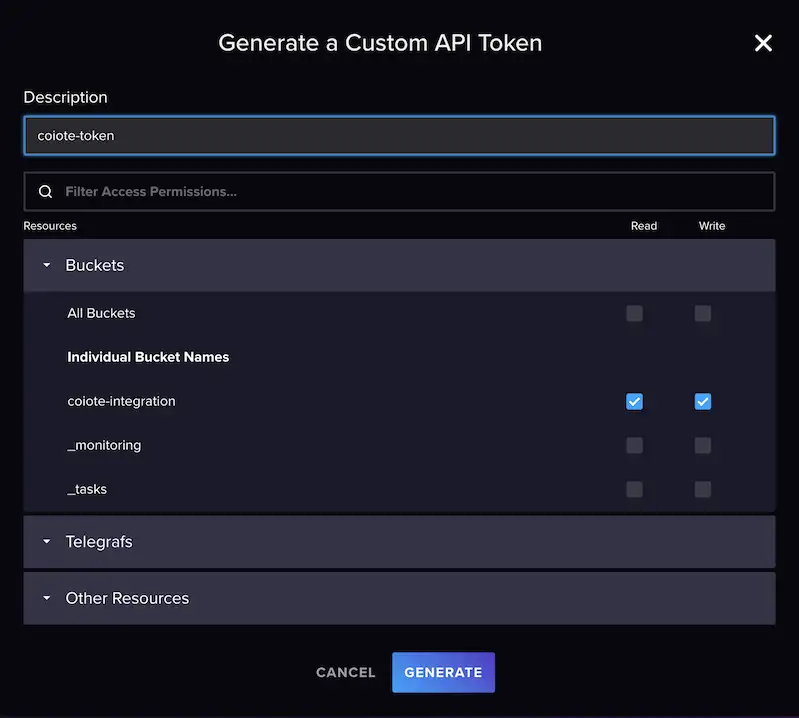 Generate a Custom API Token
Description
coiote-token
Filter Access Permissions...
Resources Read Write
Buckets
All Buckets
Individual Bucket Names
coiote-integration
_monitoring
_tasks
Telegrafs
Other Resources
CANCEL GENERATE